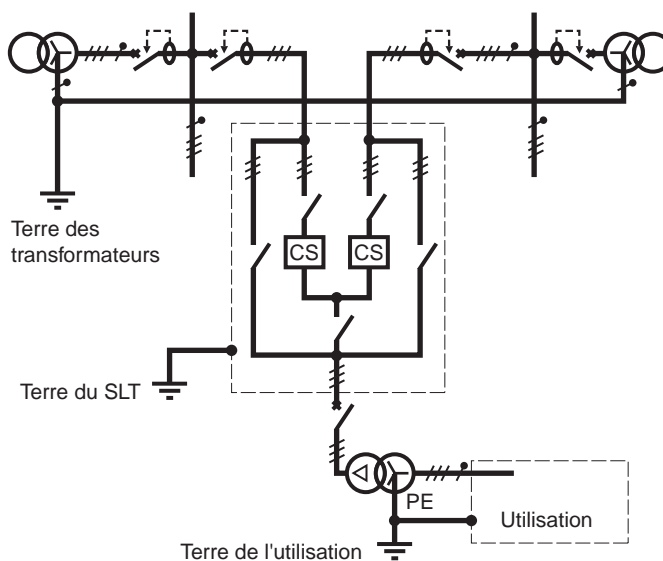 Terre des
transformateurs
CS
CS
Terre du SLT
PE
Utilisation
Terre de l'utilisation